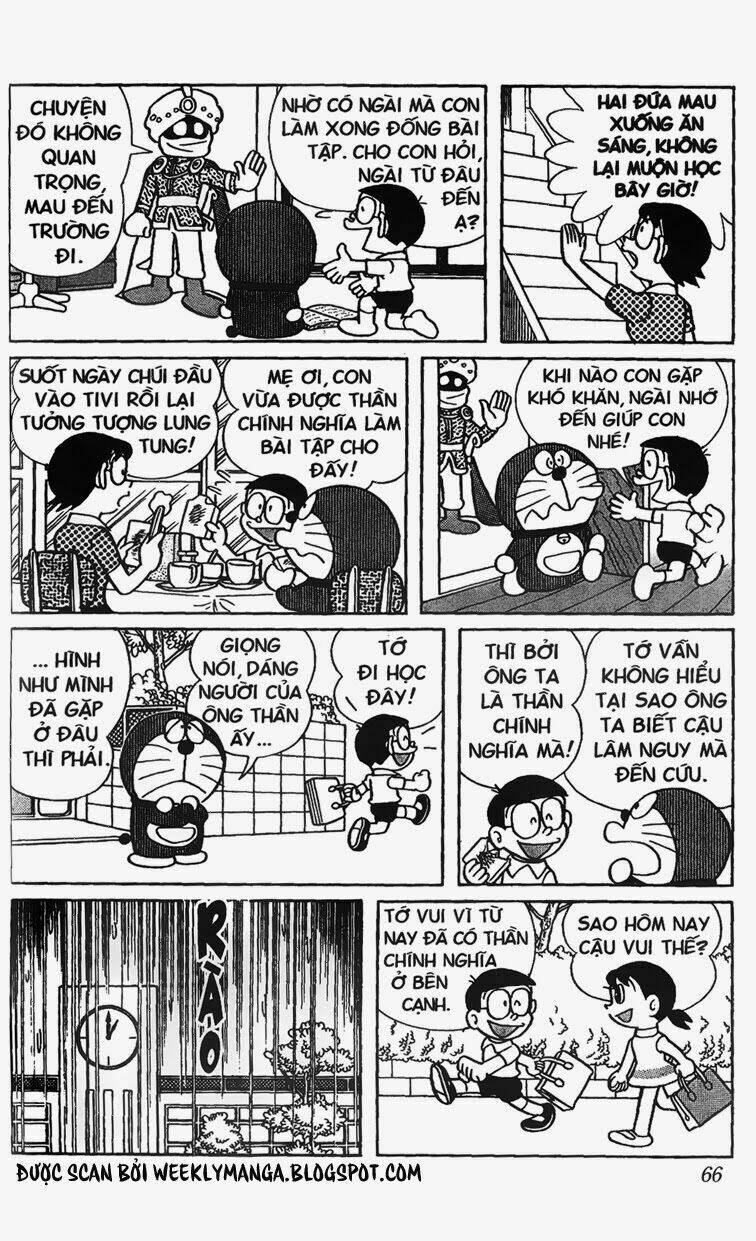 HAI ĐỨA MAU
XUỐNG ĂN
SÁNG, KHÔNG
LẠI MUỘN HỌC
BÂY GIỜ!
NHỜ CÓ NGÀI MÀ CON
LÀM XONG ĐỐNG BÀI
TẬP. CHO CON HỎI,
NGÀI TỪ ĐÂU
ĐẾN
Ạ?
CHUYỆN
ĐÓ KHÔNG
QUAN
TRỌNG,
MAU ĐẾN
TRƯỜNG
ĐI.
KHI NÀO CON GẶP
KHÓ KHĂN, NGÀI NHỚ
ĐẾN GIÚP CON
NHÉ!
MẸ ƠI, CON
VỪA ĐƯỢC THẦN
CHÍNH NGHĨA LÀM
BÀI TẬP CHO
ĐẤY!
SUỐT NGÀY CHÚI ĐẦU
VÀO TIVI RỒI LẠI
TƯỞNG TƯỢNG LUNG
TUNG!
TỚ VẪN
KHÔNG HIỂU
TẠI SAO ÔNG
TA BIẾT CẬU
LÂM NGUY MÀ
ĐẾN CỨU.
THÌ BỞI
ÔNG TA
LÀ THẦN
CHÍNH
NGHĨA MÀ!
TỚ
ĐI HỌC
ĐÂY!
GIỌNG
NÓI, DÁNG
NGƯỜI CỦA
ÔNG THẦN
ẤY...
... HÌNH
NHƯ MÌNH
ĐÃ GẶP
Ở ĐÂU
THÌ PHẢI.
SAO HÔM NAY
CẬU VUI THẾ?
TỚ VUI VÌ TỪ
NAY ĐÃ CÓ THẦN
CHÍNH NGHĨA
Ở BÊN
CẠNH.
RÀO
ĐƯỢC SCAN BỞI WEEKLYMANGA.BLOGSPOT.COM
66